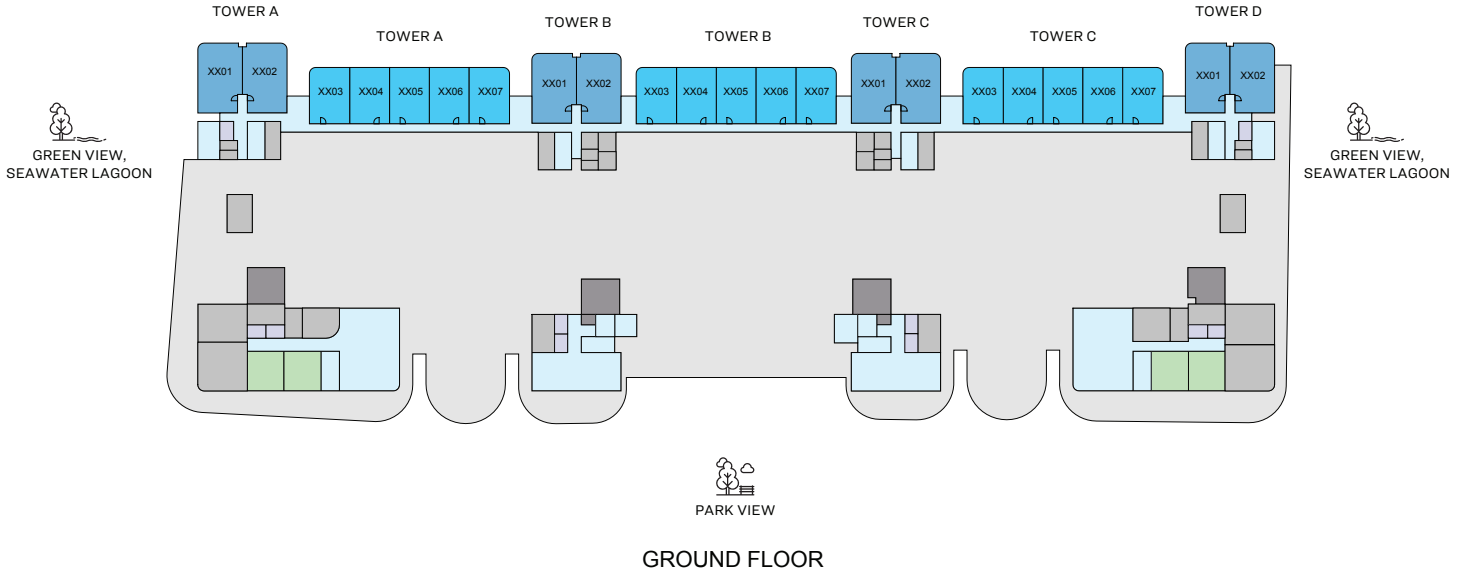 TOWER A
TOWER A
TOWER B
TOWER B
TOWER C
TOWER C
TOWER D
XX01
XX02
XX03
XX04
XX05
XX06
XX07
XX01
XX02
XX03
XX04
XX05
XX06
XX07
XX01
XX02
XX03
XX04
XX05
XX06
XX07
XX01
XX02
GREEN VIEW,
SEAWATER LAGOON
GREEN VIEW,
SEAWATER LAGOON
PARK VIEW
GROUND FLOOR